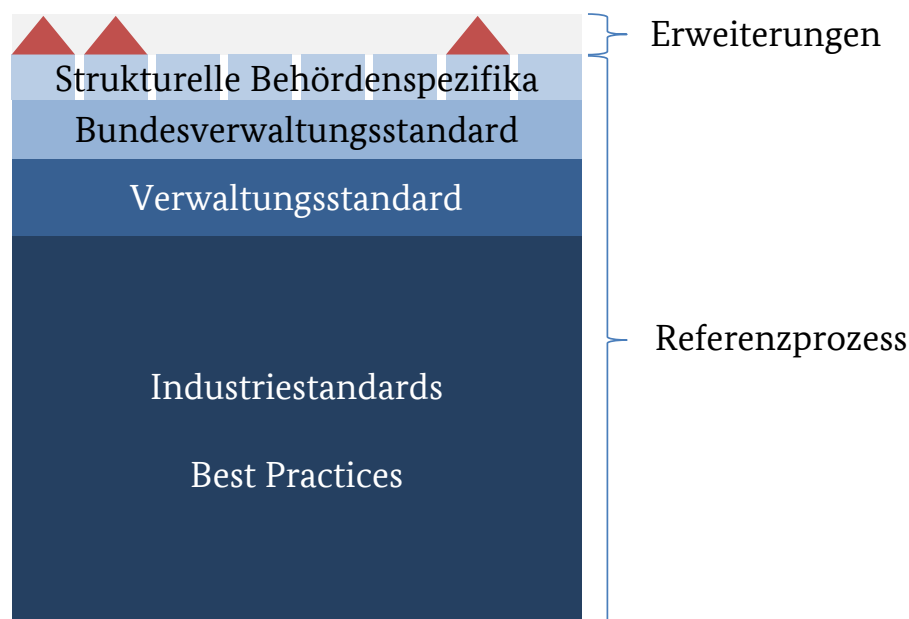 Erweiterungen
Strukturelle Behördenspezifika
Bundesverwaltungsstandard
Verwaltungsstandard
Referenzprozess
Industriestandards
Best Practices